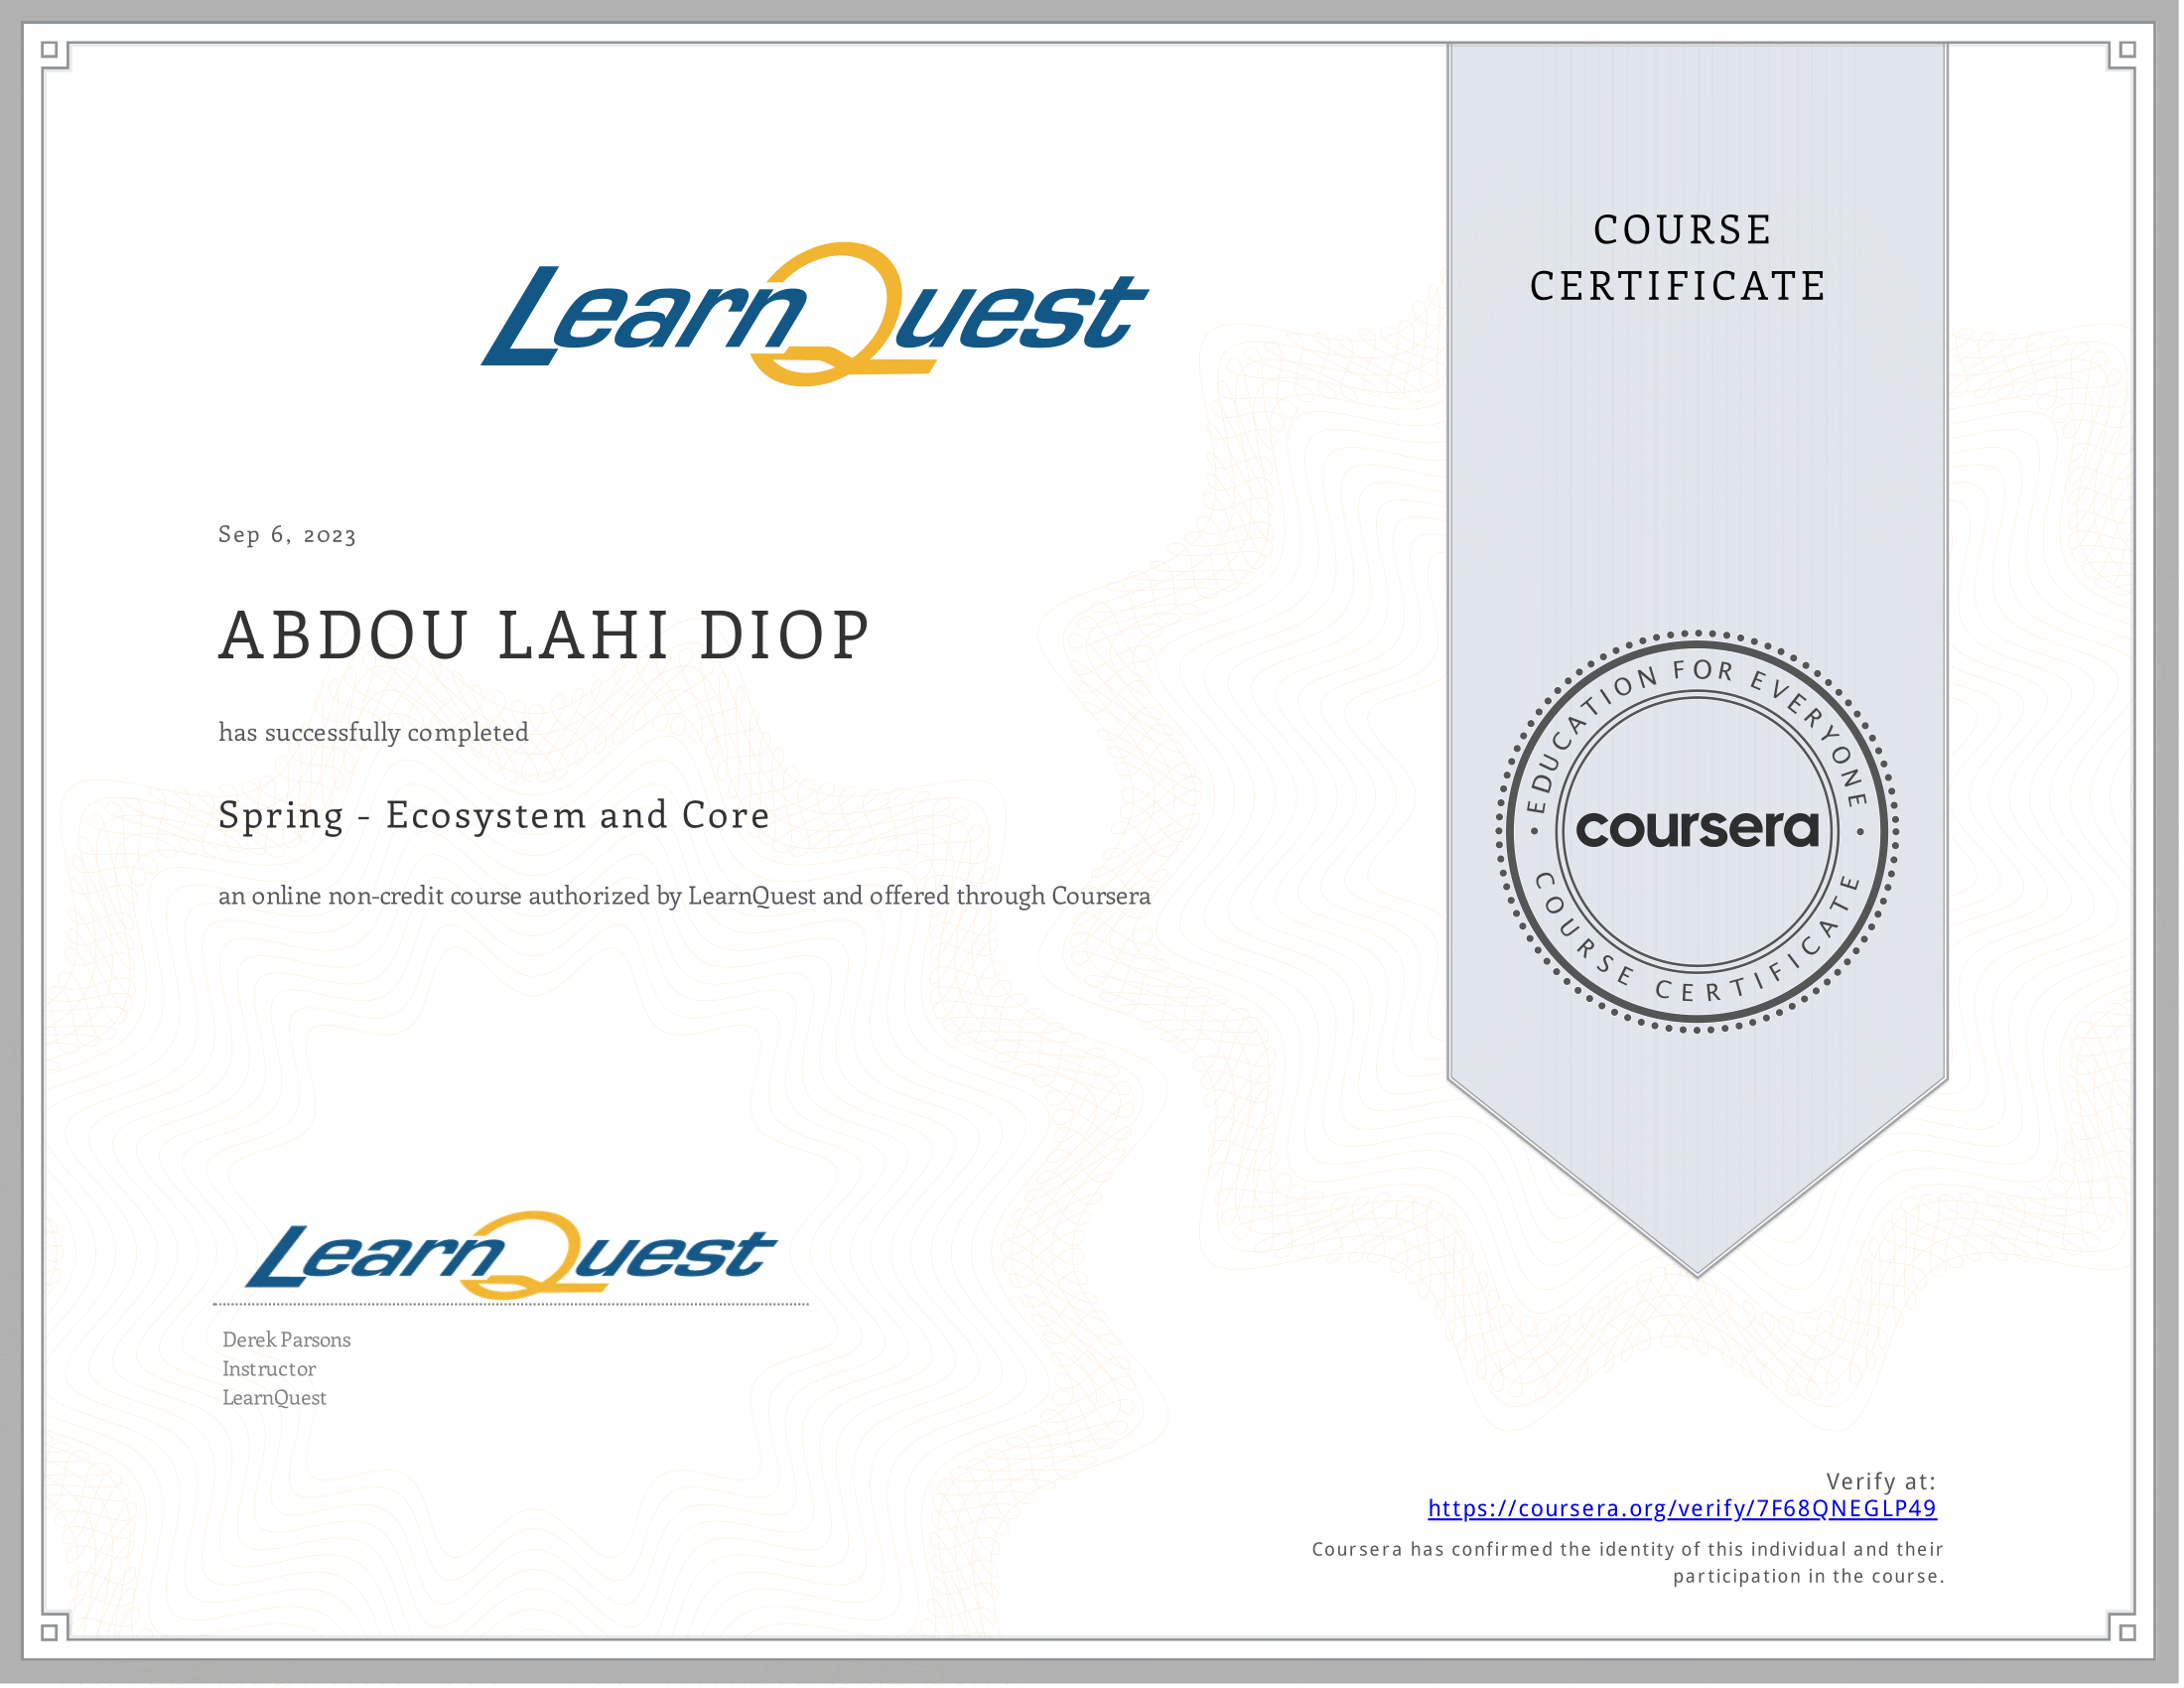 LearnQuest
COURSE
CERTIFICATE
Sep 6, 2023
ABDOU LAHI DIOP
has successfully completed
Spring - Ecosystem and Core
an online non-credit course authorized by LearnQuest and offered through Coursera
EDUCATION FOR EVERYONE
coursera
COURSE CERTIFICATE
LearnQuest
Derek Parsons
Instructor
LearnQuest
Verify at:
https://coursera.org/verify/7F68QNEGLP49
Coursera has confirmed the identity of this individual and their
participation in the course.